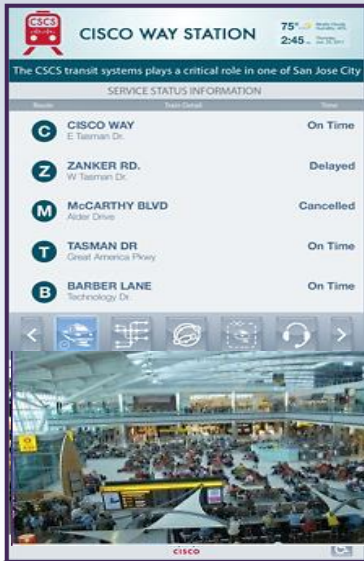 CSCS
CISCO WAY STATION
75°
2:45
The CSCS transit systems plays a critical role in one of San Jose City
SERVICE STATUS INFORMATION
Route Train Detail Time
C CISCO WAY On Time
E Tasman Dr.
Z ZANKER RD. Delayed
W Tasman Dr.
M McCARTHY BLVD Cancelled
Alder Drive
T TASMAN DR On Time
Great America Pkwy
B BARBER LANE On Time
Technology Dr.
CISCO